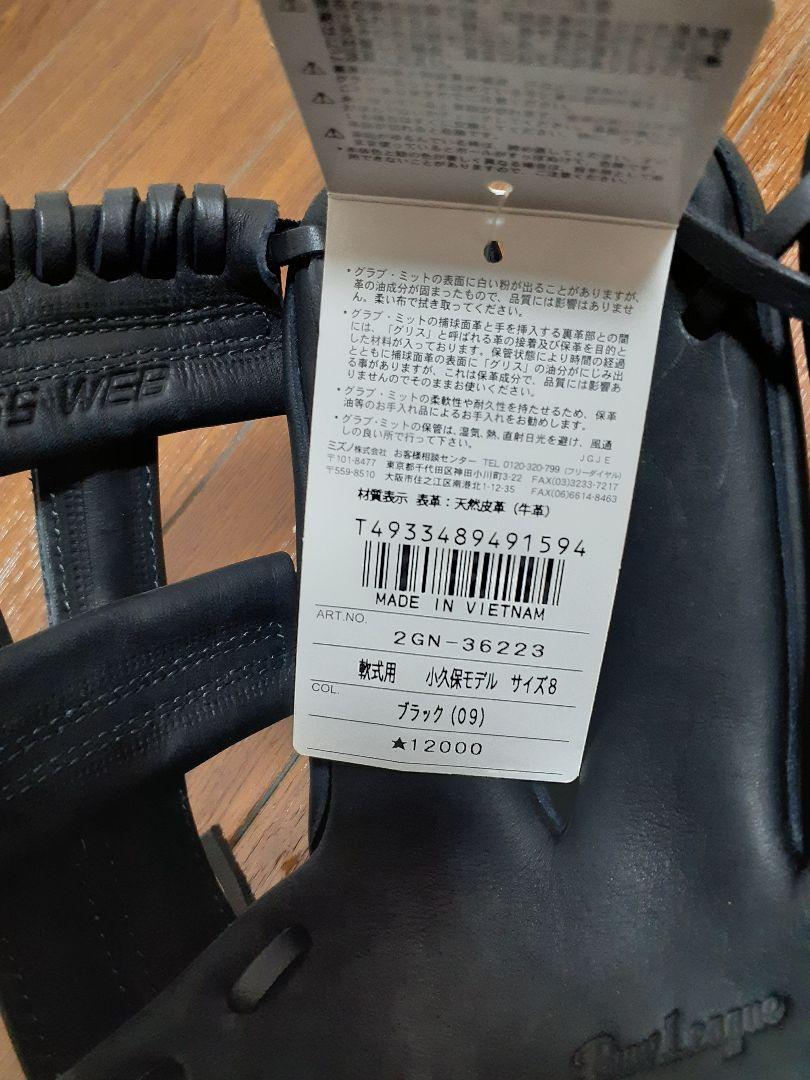 ・グラブ・ミットの表面に白い粉が出ることがありますが、
革の油成分が固まったもので、品質には影響はありませ
ん。柔い布で拭き取ってください。
・グラブ・ミットの捕球面革と手を挿入する裏革部との間
には、「グリス」と呼ばれる革の接着及び保革を目的と
した材料が入っております。保管状態により時間の経過
とともに捕球面革の表面に「グリス」の油分がにじみ出
る事がありますが、これは保革成分で、品質には影響あ
りませんのでそのままお使いください。
・グラブ・ミットの柔軟性や耐久性を持たせるため、保革
油等のお手入れ品によるお手入れをお勧めします。
・グラブ・ミットの保管は、湿気、熱、直射日光を避け、風通
しの良い所で行って下さい。
JGJE
ミズノ株式会社 お客様相談センター TEL 0120-320-799 (フリーダイヤル)
〒101-8477 東京都千代田区神田小川町3-22 FAX(03)3233-7217
〒559-8510 大阪市住之江区南港北1-12-35 FAX(06)6614-8463
材質表示 表革：天然皮革（牛革）
T4933489491594
MADE IN VIETNAM
ART.NO.
2GN-36223
軟式用 小久保モデル サイズ8
COL.
ブラック(09)
★12000
SS WEB
League